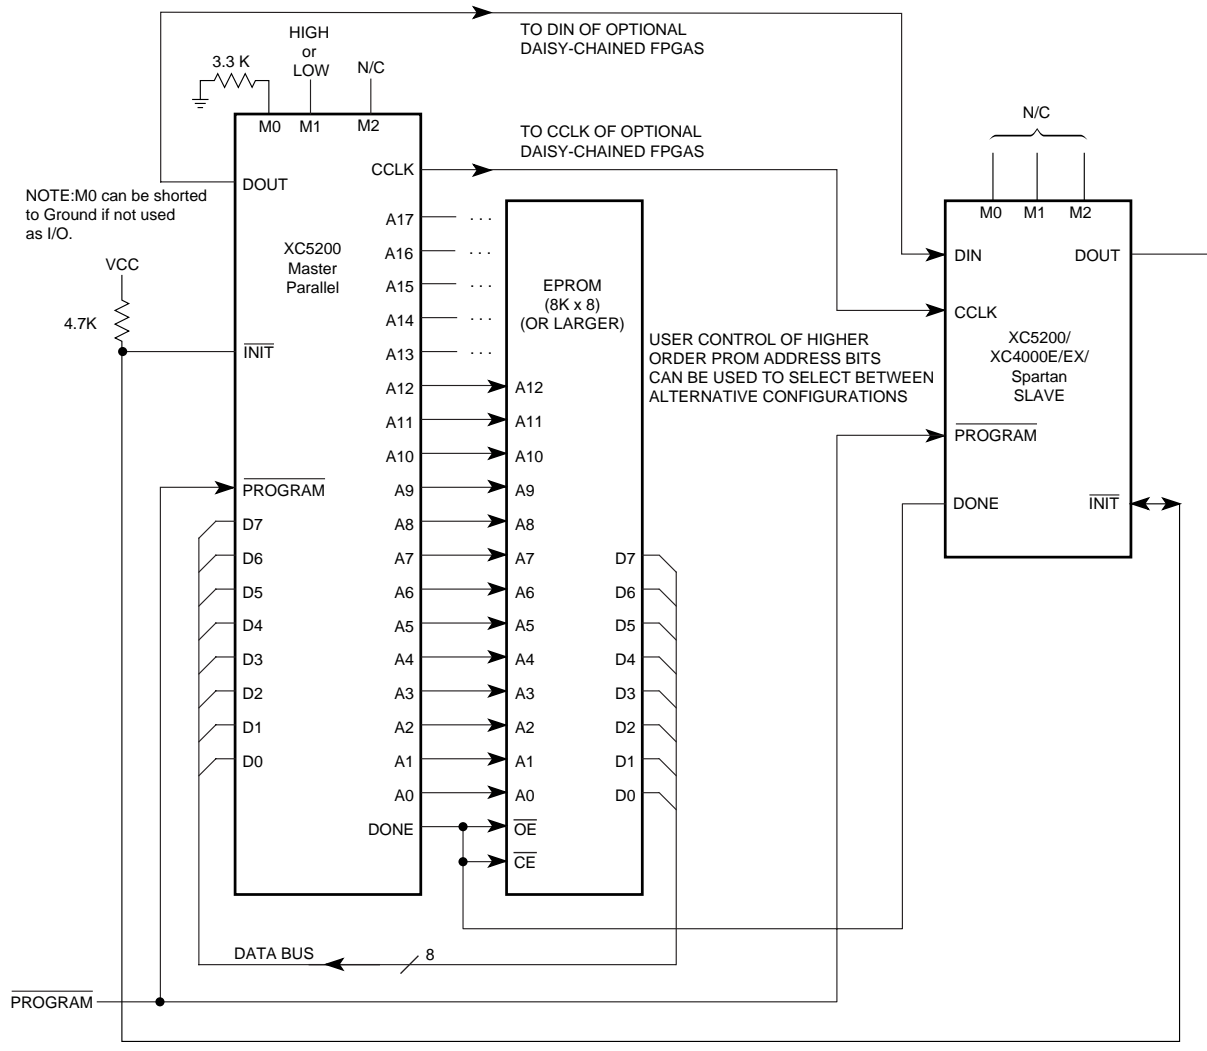 TO DIN OF OPTIONAL
DAISY-CHAINED FPGAS
HIGH
or
LOW
3.3 K
N/C
M0 M1 M2
N/C
TO CCLK OF OPTIONAL
DAISY-CHAINED FPGAS
CCLK
DOUT
NOTE:M0 can be shorted
to Ground if not used
as I/O.
XC5200
Master
Parallel
VCC
4.7K
INIT
PROGRAM
D7
D6
D5
D4
D3
D2
D1
D0
A17 ...
A16 ...
A15 ...
A14 ...
A13 ...
A12
A11
A10
A9
A8
A7
A6
A5
A4
A3
A2
A1
A0
DONE
EPROM
(8K x 8)
(OR LARGER)
A12
A11
A10
A9
A8
A7
A6
A5
A4
A3
A2
A1
A0
OE
CE
D7
D6
D5
D4
D3
D2
D1
D0
USER CONTROL OF HIGHER
ORDER PROM ADDRESS BITS
CAN BE USED TO SELECT BETWEEN
ALTERNATIVE CONFIGURATIONS
M0 M1 M2
DIN
DOUT
CCLK
XC5200/
XC4000E/EX/
Spartan
SLAVE
PROGRAM
DONE
INIT
DATA BUS
8
PROGRAM